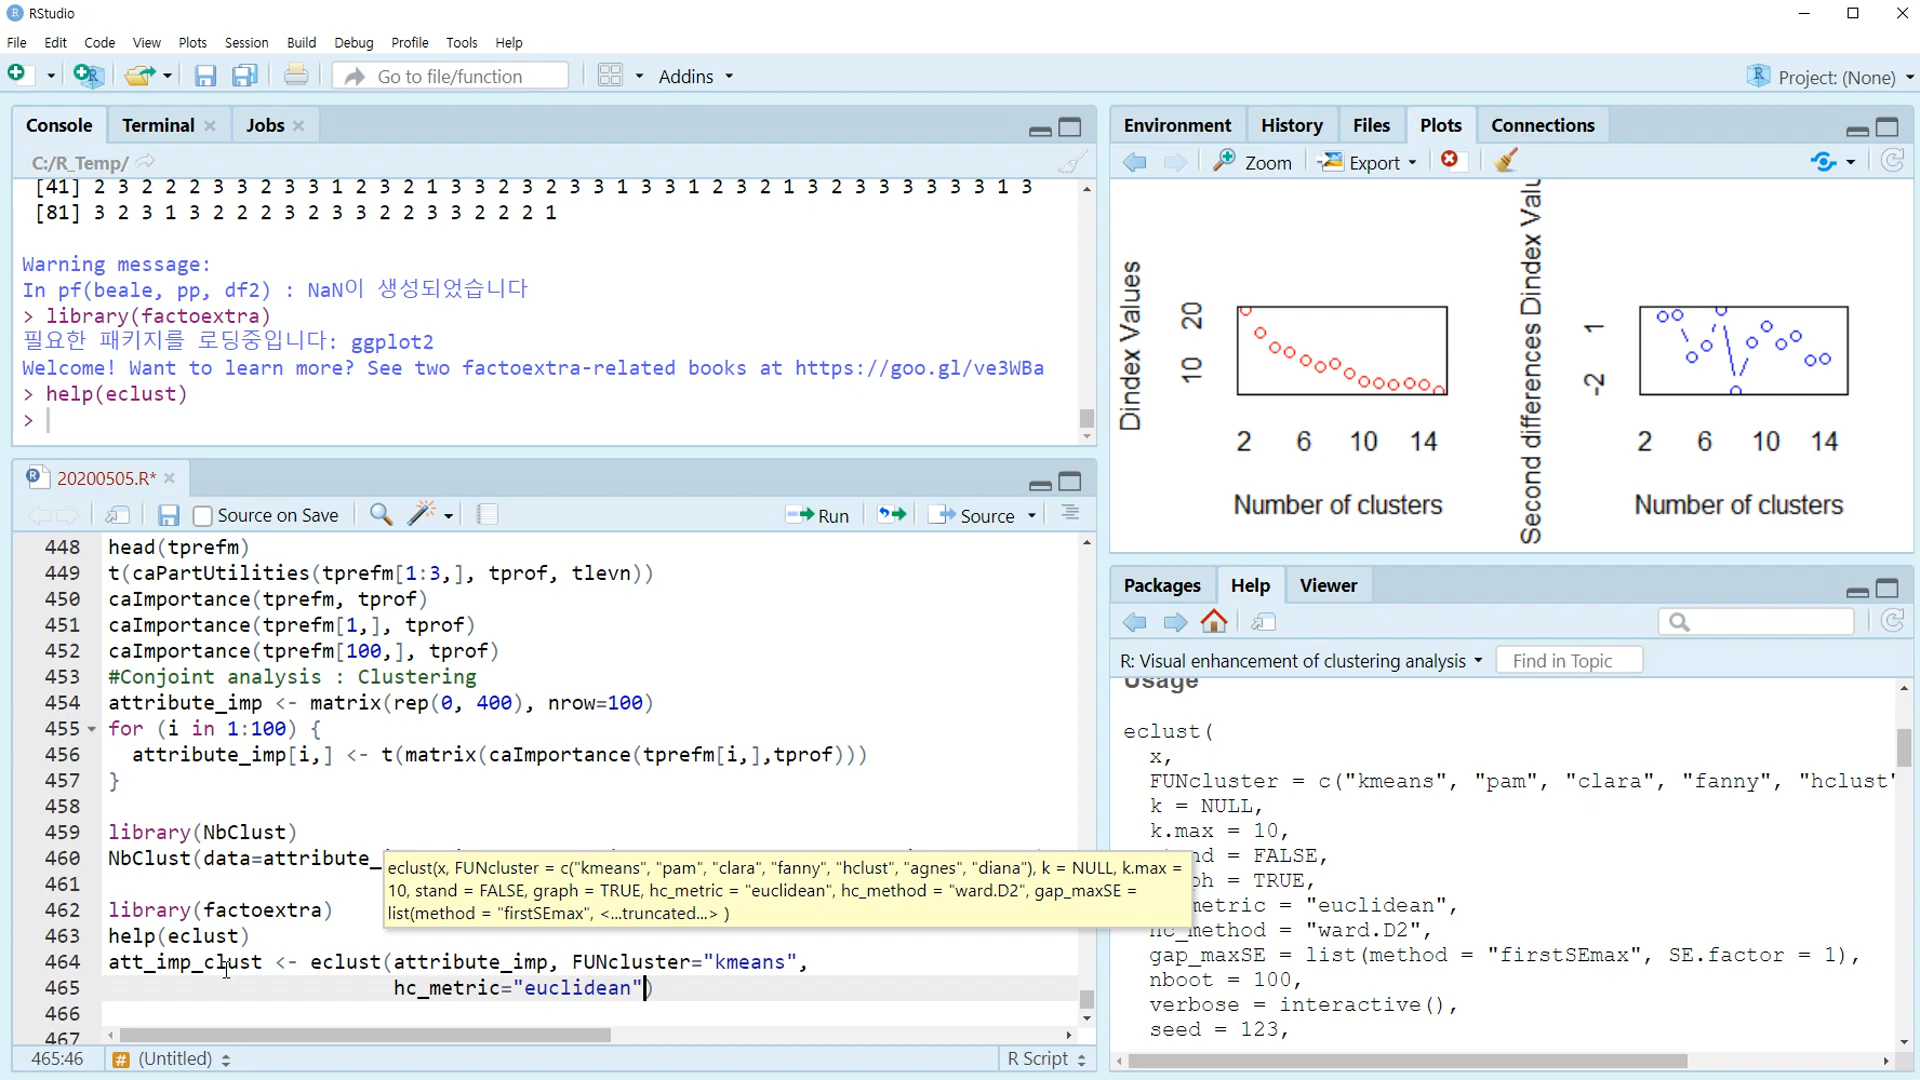 RStudio
File Edit Code View Plots Session Build Debug Profile Tools Help
Go to file/function Addins Project: (None)
Console Terminal Jobs
C:/R_Temp/
[41] 2 3 2 2 2 3 3 2 3 3 1 2 3 2 1 3 3 2 3 2 3 3 1 3 3 1 2 3 2 1 3 2 3 3 3 3 3 3 1 3
[81] 3 2 3 1 3 2 2 2 3 2 3 3 2 2 3 3 2 2 2 1
Warning message:
In pf(beale, pp, df2) : NaN이 생성되었습니다
> library(factoextra)
필요한 패키지를 로딩중입니다: ggplot2
Welcome! Want to learn more? See two factoextra-related books at https://goo.gl/ve3WBa
> help(eclust)
>
20200505.R*
Source on Save Run Source
448 head(tprefm)
449 t(caPartUtilities(tprefm[1:3,], tprof, tlevn))
450 caImportance(tprefm, tprof)
451 caImportance(tprefm[1,], tprof)
452 caImportance(tprefm[100,], tprof)
453 #Conjoint analysis : Clustering
454 attribute_imp <- matrix(rep(0, 400), nrow=100)
455 for (i in 1:100) {
456 attribute_imp[i,] <- t(matrix(caImportance(tprefm[i,],tprof)))
457 }
458
459 library(NbClust)
460 NbClust(data=attribute_
461
462 library(factoextra)
463 help(eclust)
464 att_imp_clust <- eclust(attribute_imp, FUNcluster="kmeans",
465 hc_metric="euclidean")
466
467
eclust(x, FUNcluster = c("kmeans", "pam", "clara", "fanny", "hclust", "agnes", "diana"), k = NULL, k.max =
10, stand = FALSE, graph = TRUE, hc_metric = "euclidean", hc_method = "ward.D2", gap_maxSE =
list(method = "firstSEmax", <...truncated...> )
465:46 (Untitled) R Script
Environment History Files Plots Connections
Zoom Export
Dindex Values
20
10
2 6 10 14
Number of clusters
Second differences Dindex Valu
1
-2
2 6 10 14
Number of clusters
Packages Help Viewer
R: Visual enhancement of clustering analysis Find in Topic
Usage
eclust(
x,
FUNcluster = c("kmeans", "pam", "clara", "fanny", "hclust"
k = NULL,
k.max = 10,
nd = FALSE,
ph = TRUE,
metric = "euclidean",
hc_method = "ward.D2",
gap_maxSE = list(method = "firstSEmax", SE.factor = 1),
nboot = 100,
verbose = interactive(),
seed = 123,